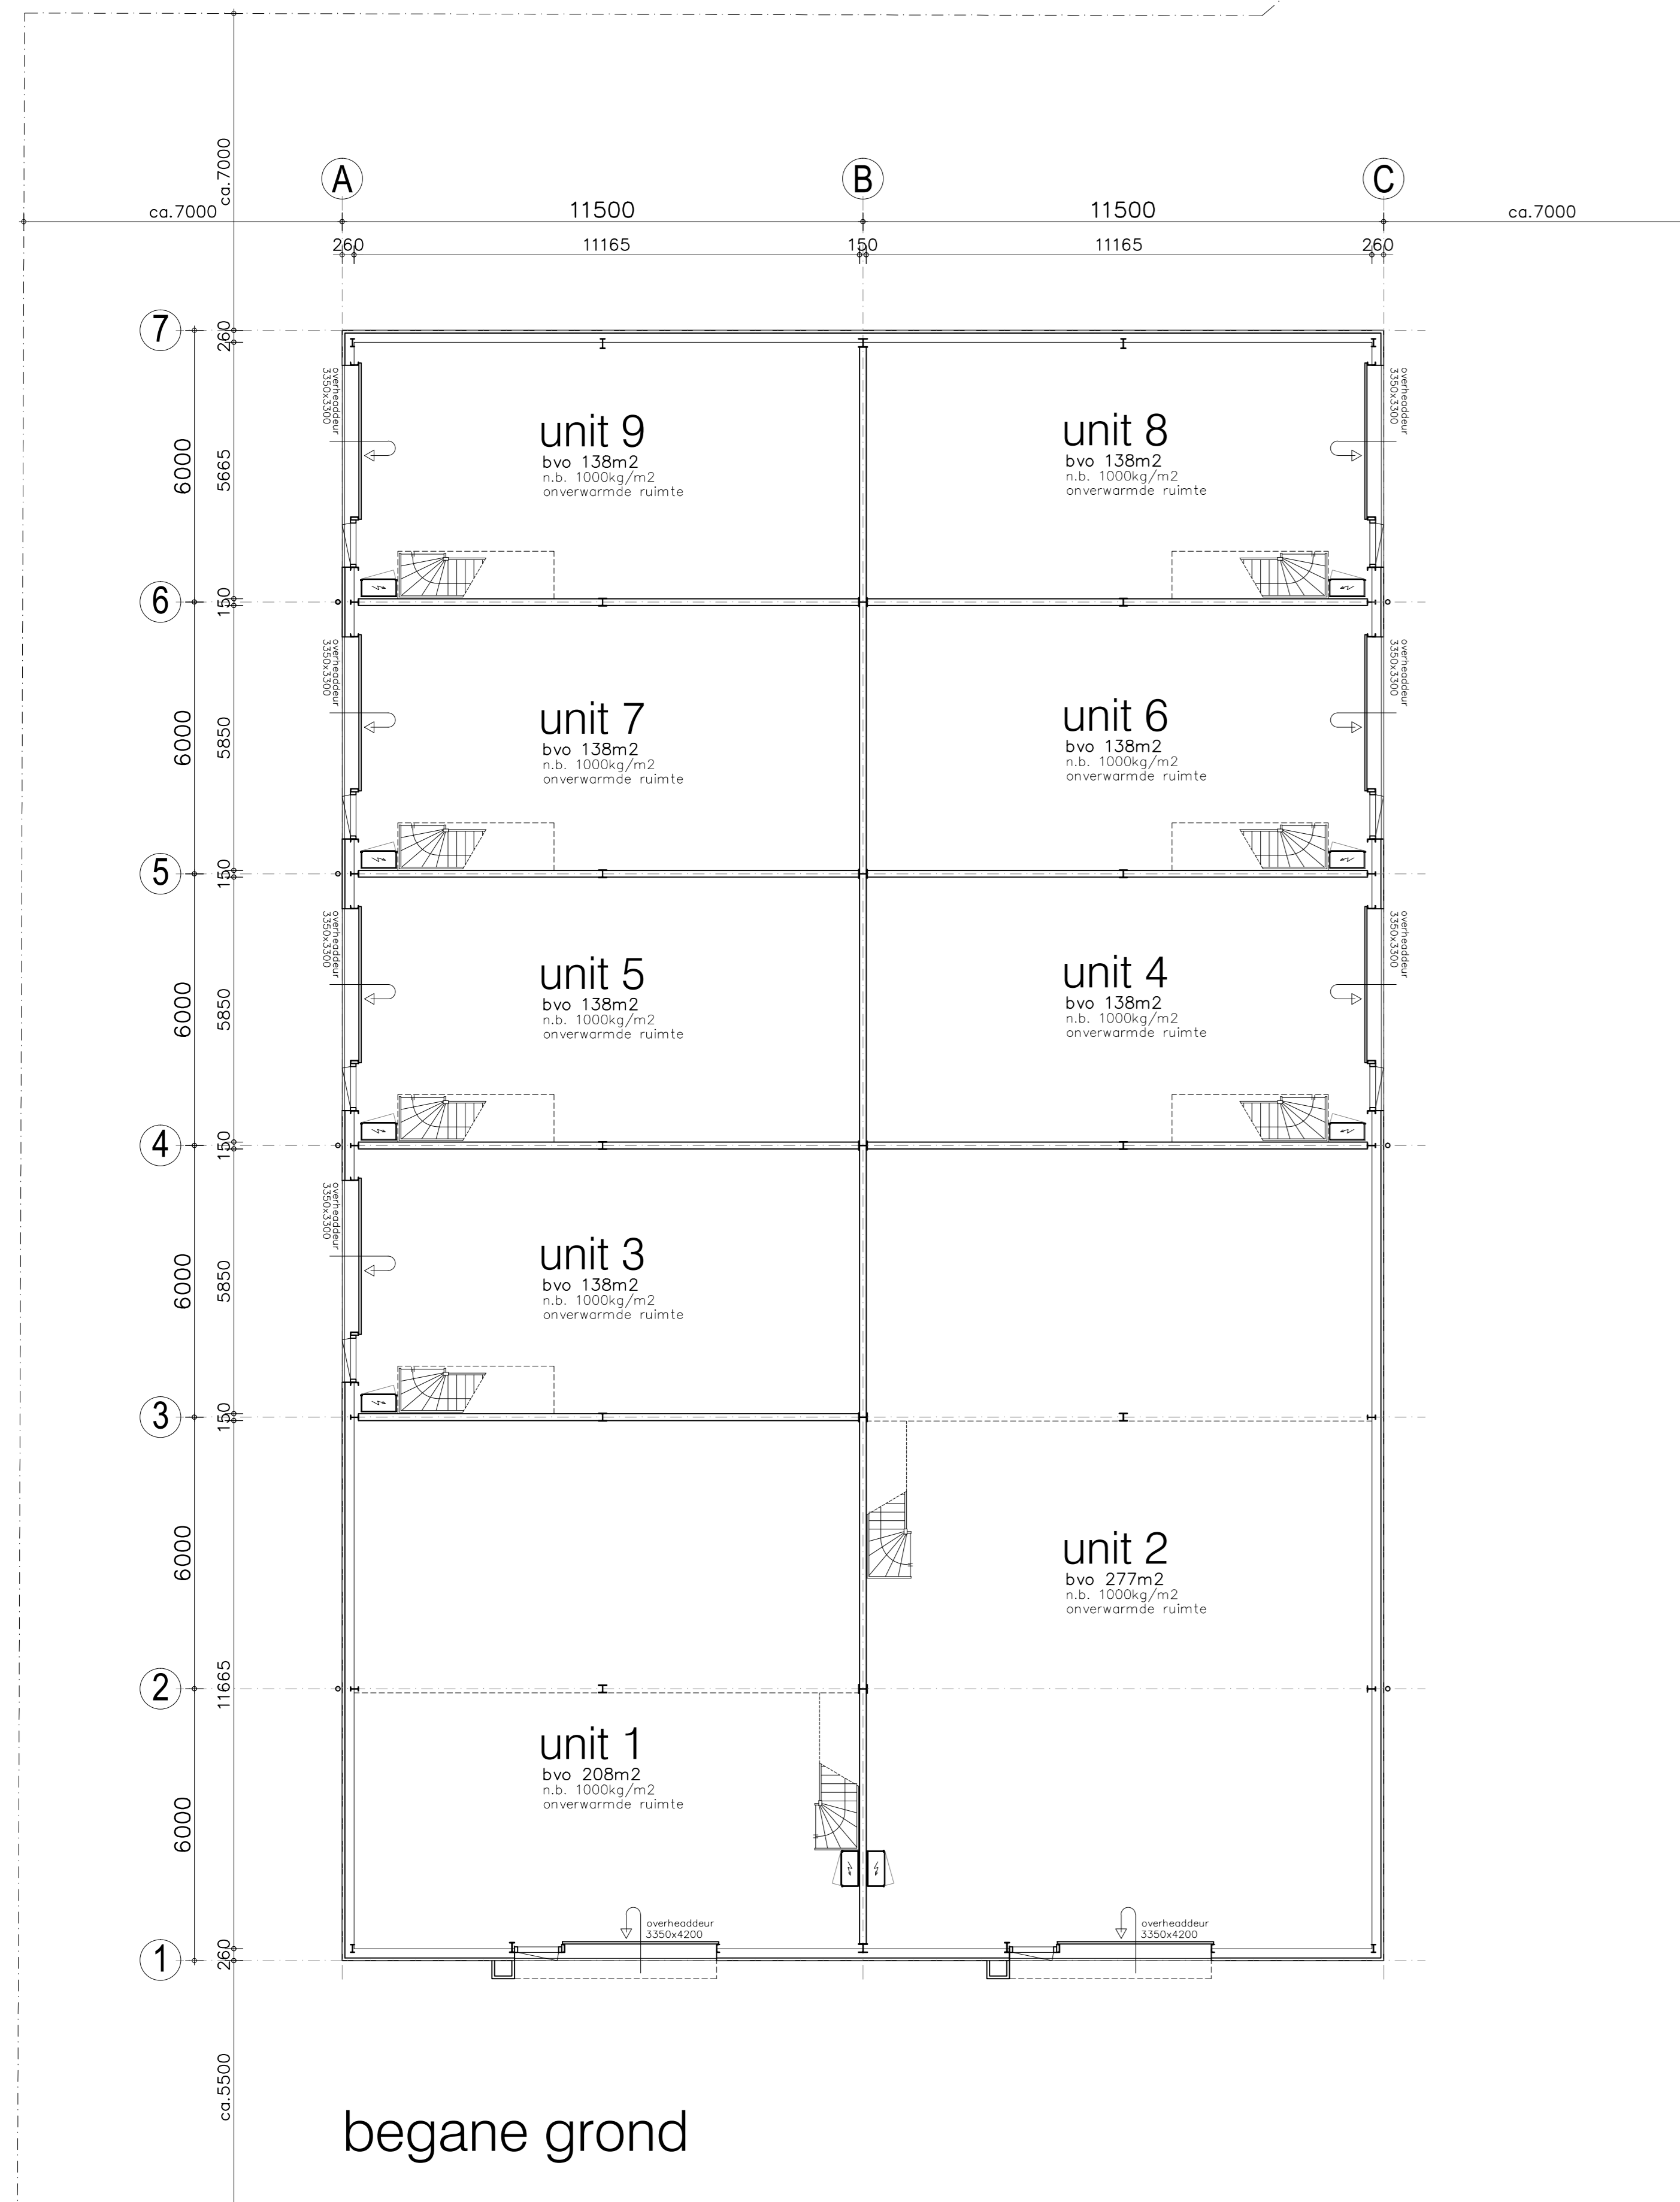 ca.7000
A
B
C
ca.7000
11500
11500
ca.7000
260
11165
150
11165
260
7
260
overheaddeur
3350x3300
overheaddeur
3350x3300
unit 9
bvo 138m2
n.b. 1000kg/m2
onverwarmde ruimte
unit 8
bvo 138m2
n.b. 1000kg/m2
onverwarmde ruimte
6000
5665
6
150
overheaddeur
3350x3300
overheaddeur
3350x3300
unit 7
bvo 138m2
n.b. 1000kg/m2
onverwarmde ruimte
unit 6
bvo 138m2
n.b. 1000kg/m2
onverwarmde ruimte
6000
5850
5
150
overheaddeur
3350x3300
overheaddeur
3350x3300
unit 5
bvo 138m2
n.b. 1000kg/m2
onverwarmde ruimte
unit 4
bvo 138m2
n.b. 1000kg/m2
onverwarmde ruimte
6000
5850
4
150
overheaddeur
3350x3300
unit 3
bvo 138m2
n.b. 1000kg/m2
onverwarmde ruimte
6000
5850
3
150
6000
unit 2
bvo 277m2
n.b. 1000kg/m2
onverwarmde ruimte
2
11665
unit 1
bvo 208m2
n.b. 1000kg/m2
onverwarmde ruimte
6000
overheaddeur
3350x4200
overheaddeur
3350x4200
1
260
ca.5500
begane grond